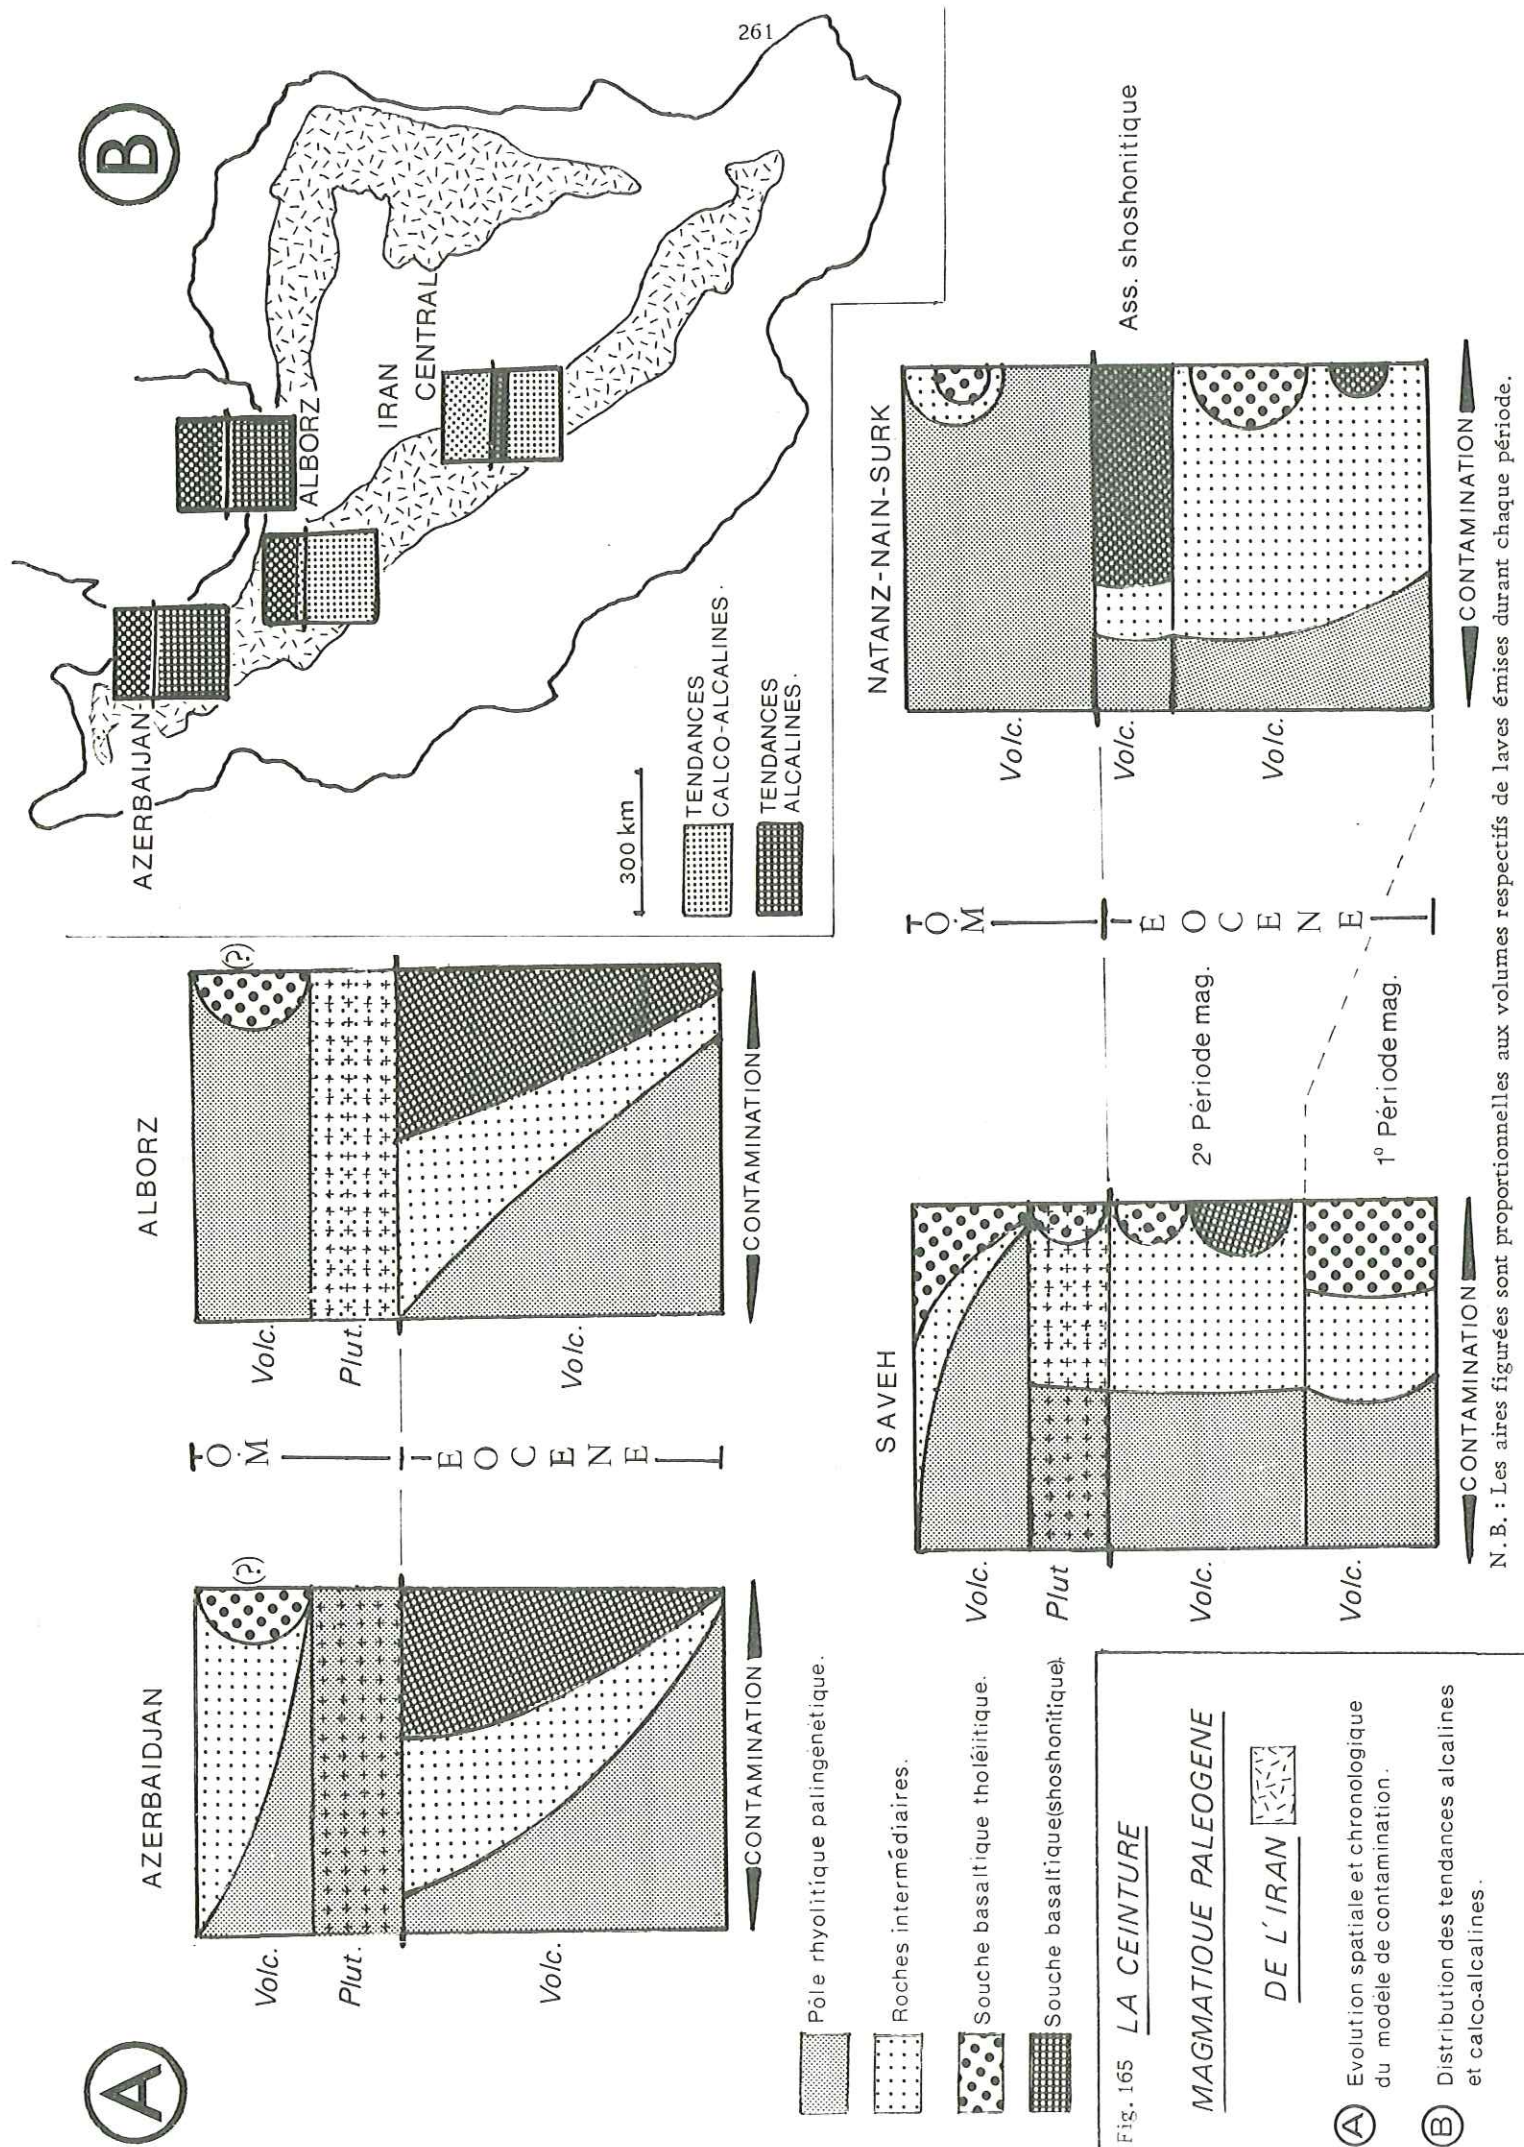 261
A
AZERBAIDJAN
Volc.
Plut.
Volc.
(?)
CONTAMINATION
O.M
EOCENE
ALBORZ
Volc.
Plut.
Volc.
(?)
CONTAMINATION
B
AZERBAIJAN
ALBORZ
IRAN
CENTRAL
300 km
TENDANCES
CALCO-ALCALINES.
TENDANCES
ALCALINES.
Pôle rhyolitique palingénétique.
Roches intermédiaires.
Souche basaltique tholéiitique.
Souche basaltique(shoshonitique).
SAVEH
Volc.
Plut
Volc.
Volc.
CONTAMINATION
2º Période mag.
1º Période mag.
O.M
EOCENE
NATANZ-NAIN-SURK
Volc.
Volc.
Volc.
Ass. shoshonitique
CONTAMINATION
Fig. 165 LA CEINTURE
MAGMATIQUE PALEOGENE
DE L'IRAN
A Evolution spatiale et chronologique
du modèle de contamination.
B Distribution des tendances alcalines
et calco-alcalines.
N.B. : Les aires figurées sont proportionnelles aux volumes respectifs de laves émises durant chaque période.